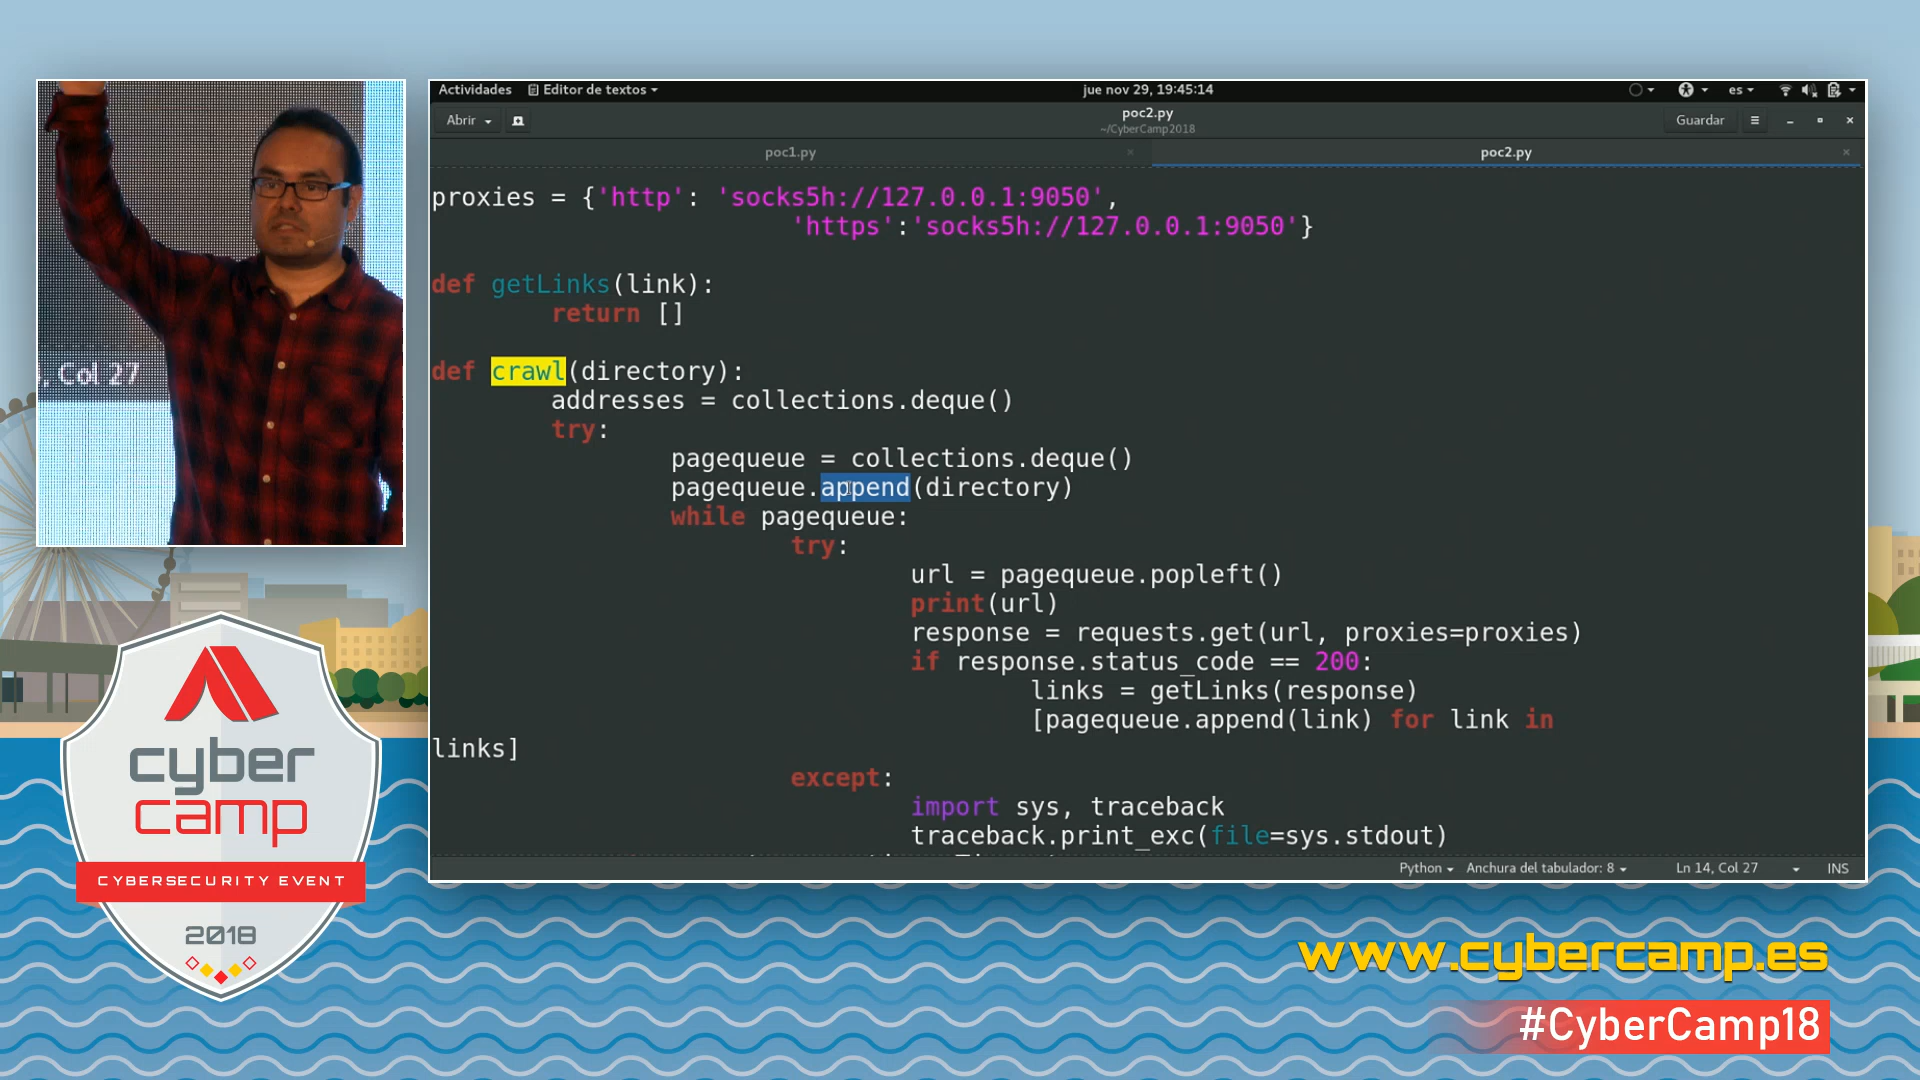 Actividades Editor de textos jue nov 29, 19:45:14 es
Abrir poc2.py Guardar
~/CyberCamp2018
poc1.py poc2.py
proxies = {'http': 'socks5h://127.0.0.1:9050',
'https':'socks5h://127.0.0.1:9050'}
def getLinks(link):
return []
def crawl(directory):
addresses = collections.deque()
try:
pagequeue = collections.deque()
pagequeue.append(directory)
while pagequeue:
try:
url = pagequeue.popleft()
print(url)
response = requests.get(url, proxies=proxies)
if response.status_code == 200:
links = getLinks(response)
[pagequeue.append(link) for link in
links]
except:
import sys, traceback
traceback.print_exc(file=sys.stdout)
Python Anchura del tabulador: 8 Ln 14, Col 27 INS
, Col 27
cyber
camp
CYBERSECURITY EVENT
2018
www.cybercamp.es
#CyberCamp18